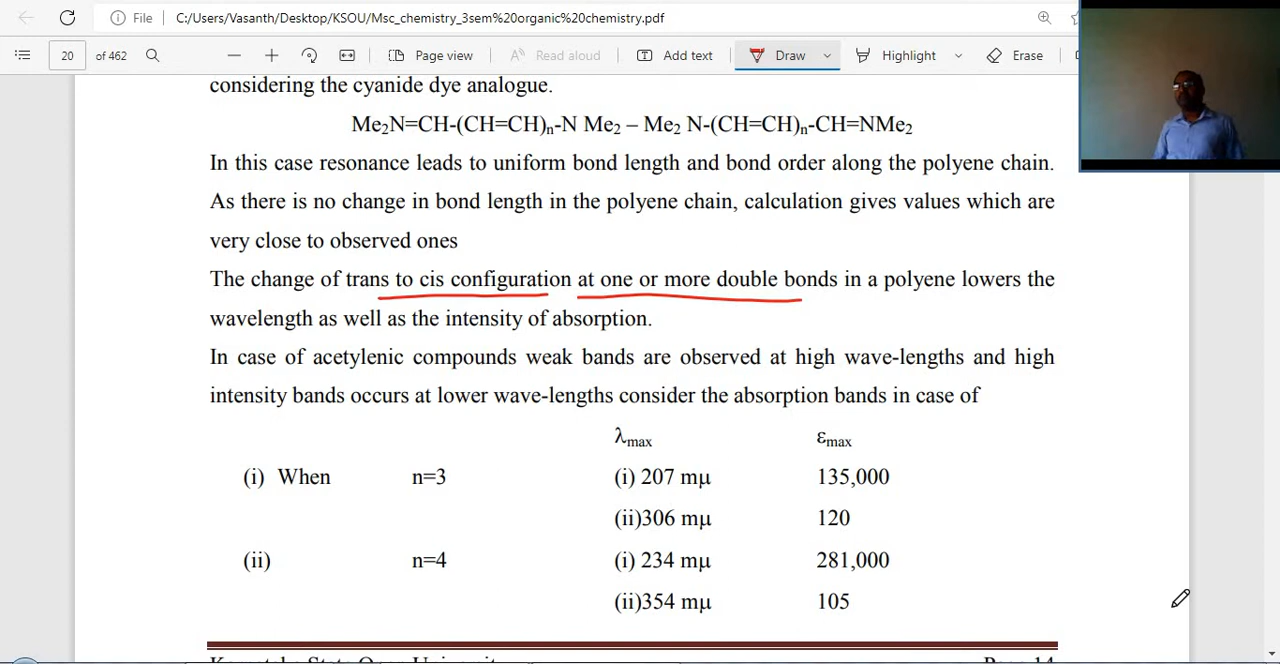 File C:/Users/Vasanth/Desktop/KSOU/Msc_chemistry_3sem%20organic%20chemistry.pdf
20 of 462 Page view Read aloud Add text Draw Highlight Erase
considering the cyanide dye analogue.
Me₂N=CH-(CH=CH)ₙ-N Me₂ – Me₂ N-(CH=CH)ₙ-CH=NMe₂
In this case resonance leads to uniform bond length and bond order along the polyene chain.
As there is no change in bond length in the polyene chain, calculation gives values which are
very close to observed ones
The change of trans to cis configuration at one or more double bonds in a polyene lowers the
wavelength as well as the intensity of absorption.
In case of acetylenic compounds weak bands are observed at high wave-lengths and high
intensity bands occurs at lower wave-lengths consider the absorption bands in case of
λmax εmax
(i) When n=3 (i) 207 mµ 135,000
(ii)306 mµ 120
(ii) n=4 (i) 234 mµ 281,000
(ii)354 mµ 105